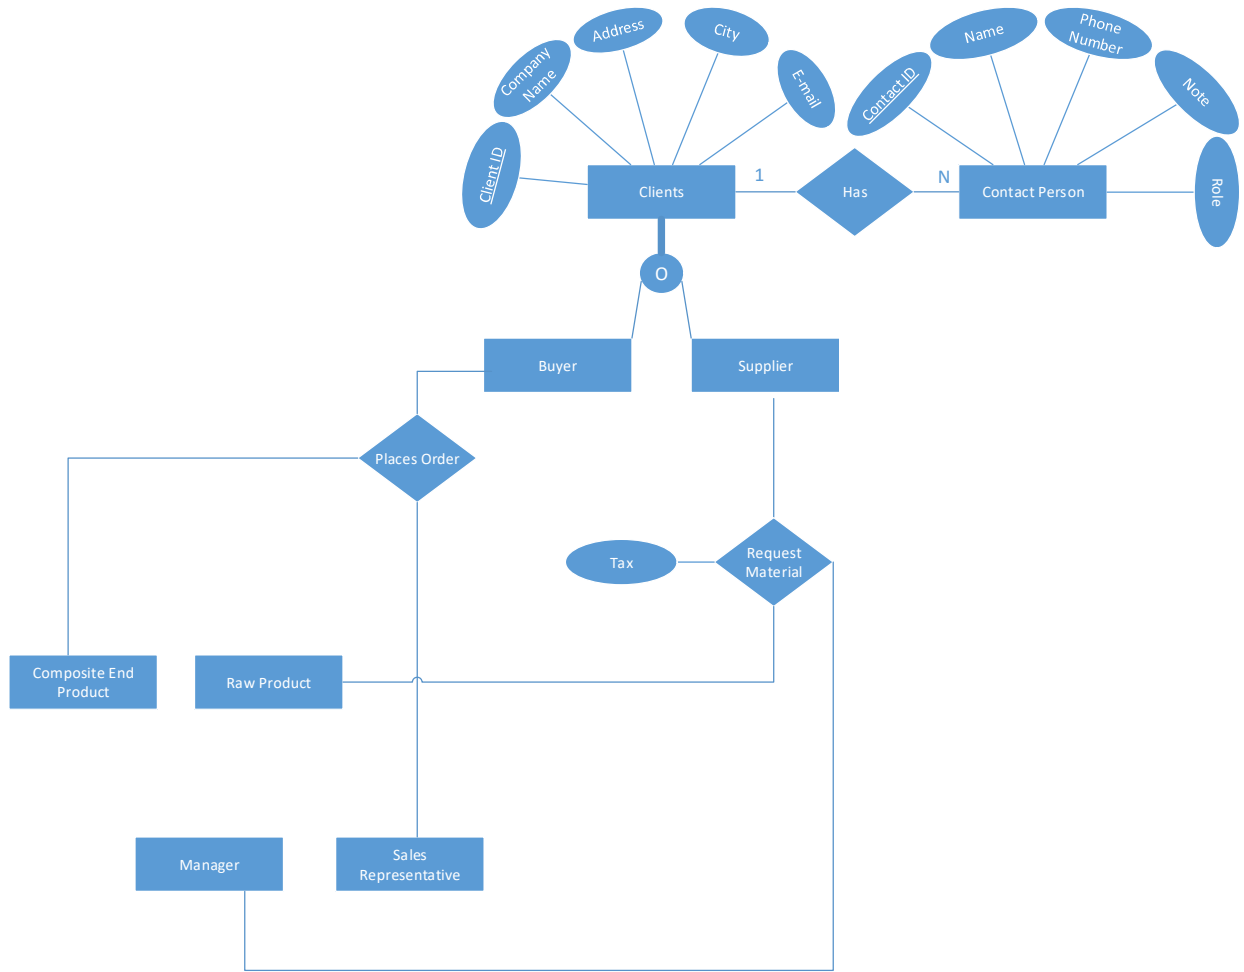 Company
Name
Address
City
E-mail
Client ID
Contact ID
Name
Phone
Number
Note
Role
Clients
1
Has
N
Contact Person
O
Buyer
Supplier
Places Order
Tax
Request
Material
Composite End
Product
Raw Product
Manager
Sales
Representative